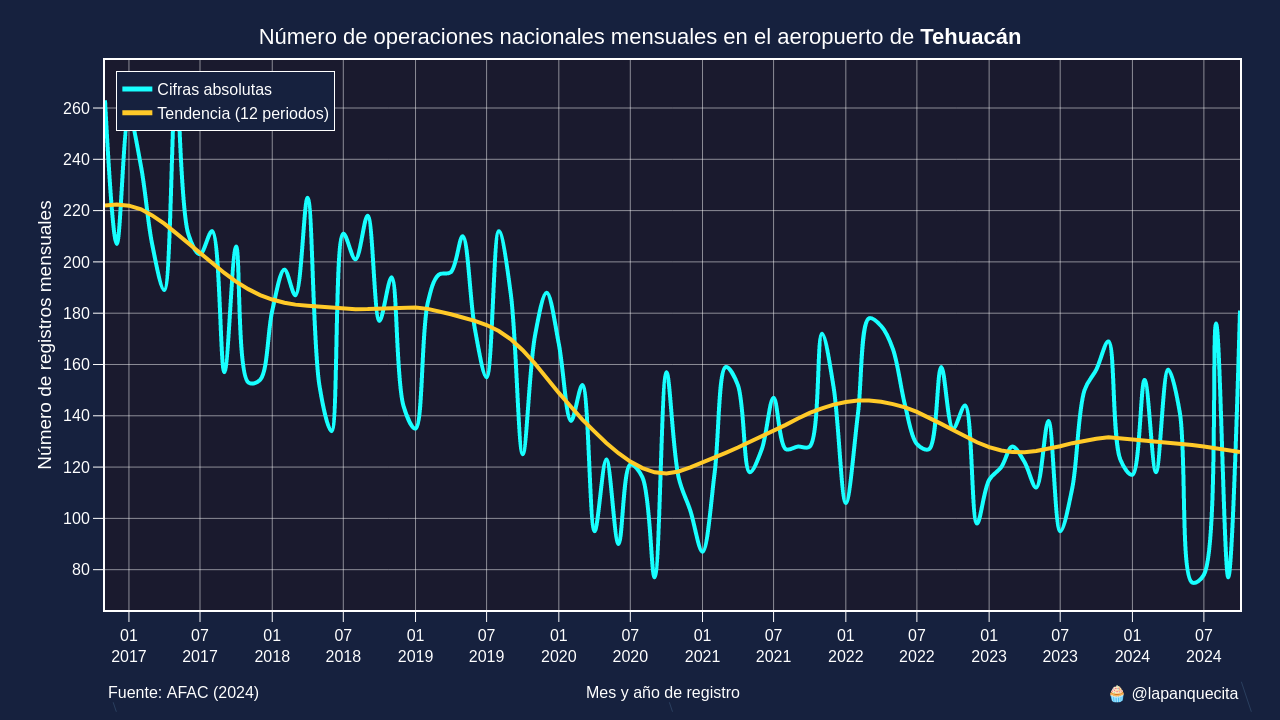 Número de operaciones nacionales mensuales en el aeropuerto de Tehuacán
Cifras absolutas
Tendencia (12 periodos)
Número de registros mensuales
260
240
220
200
180
160
140
120
100
80
01 07 01 07 01 07 01 07 01 07 01 07 01 07 01 07
2017 2017 2018 2018 2019 2019 2020 2020 2021 2021 2022 2022 2023 2023 2024 2024
Fuente: AFAC (2024) Mes y año de registro 🧁 @lapanquecita